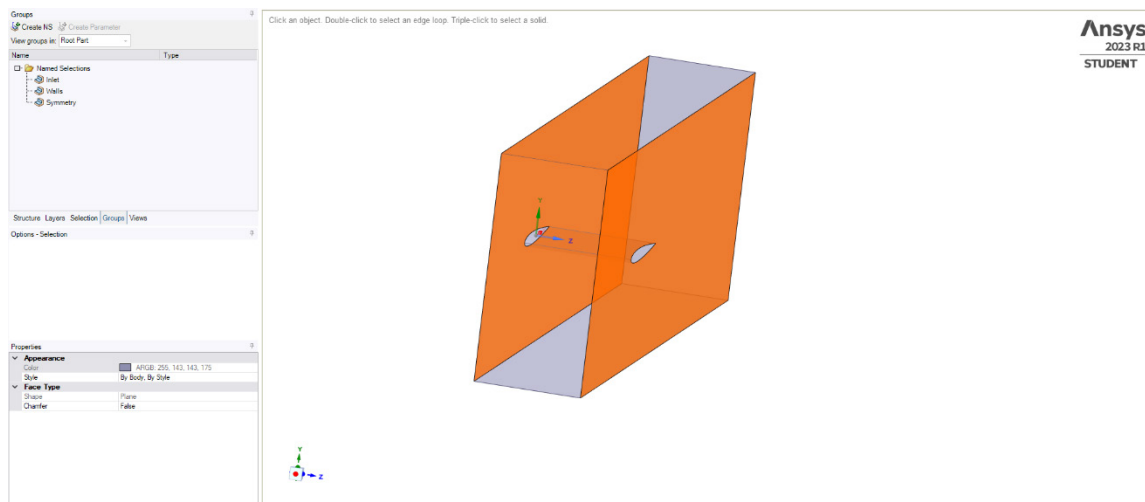 Groups
Create NS Create Parameter
View groups in: Root Part
Name Type
Named Selections
Inlet
Walls
Symmetry
Structure Layers Selection Groups Views
Options - Selection
Properties
Appearance
Color ARGB: 255, 143, 143, 175
Style By Body, By Style
Face Type
Shape Plane
Chamfer False
Click an object. Double-click to select an edge loop. Triple-click to select a solid.
Ansys
2023 R1
STUDENT
Y
Z
Y
Z